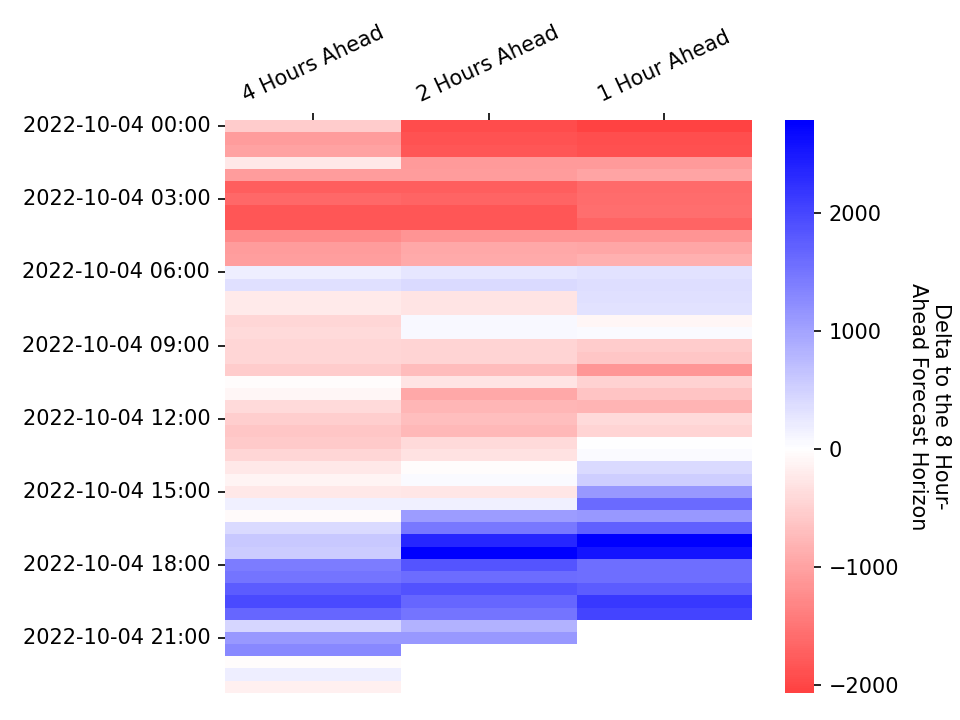 4 Hours Ahead
2 Hours Ahead
1 Hour Ahead
2022-10-04 00:00
2022-10-04 03:00
2022-10-04 06:00
2022-10-04 09:00
2022-10-04 12:00
2022-10-04 15:00
2022-10-04 18:00
2022-10-04 21:00
2000
1000
0
−1000
−2000
Delta to the 8 Hour-
Ahead Forecast Horizon